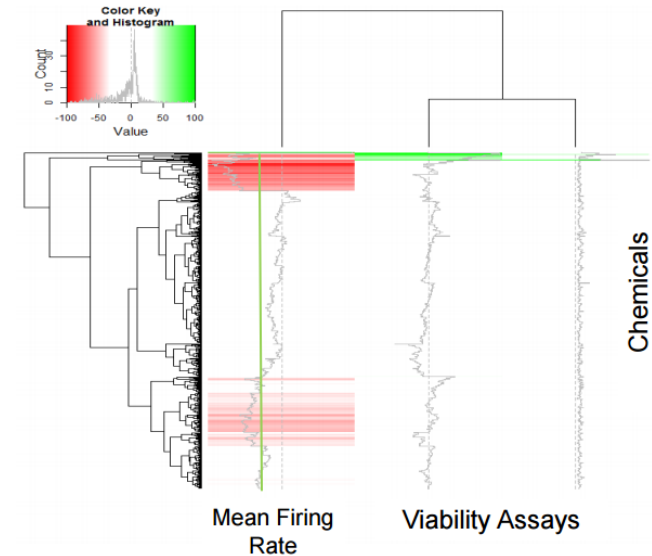 Color Key
and Histogram
Count
0 10 30
-100 -50 0 50 100
Value
Chemicals
Mean Firing
Rate
Viability Assays